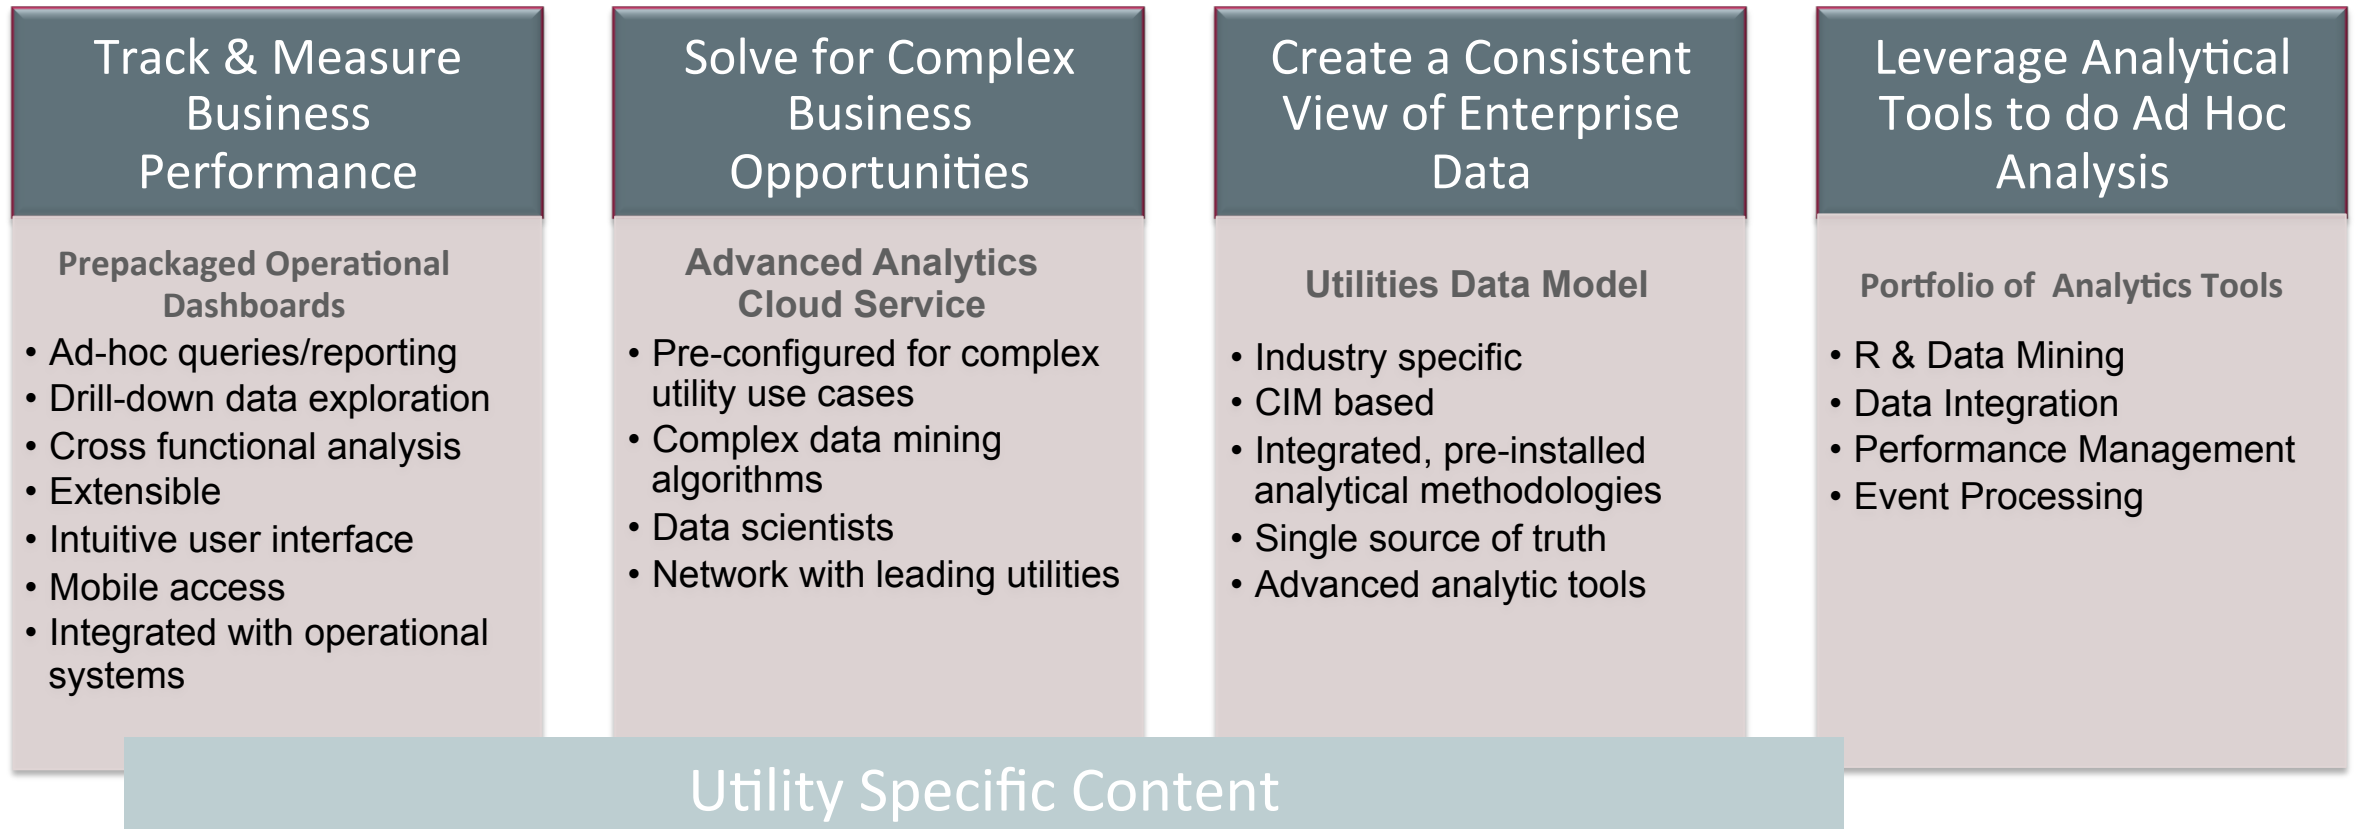 Track & Measure
Business
Performance
Prepackaged Operational
Dashboards
• Ad-hoc queries/reporting
• Drill-down data exploration
• Cross functional analysis
• Extensible
• Intuitive user interface
• Mobile access
• Integrated with operational
systems
Solve for Complex
Business
Opportunities
Advanced Analytics
Cloud Service
• Pre-configured for complex
utility use cases
• Complex data mining
algorithms
• Data scientists
• Network with leading utilities
Create a Consistent
View of Enterprise
Data
Utilities Data Model
• Industry specific
• CIM based
• Integrated, pre-installed
analytical methodologies
• Single source of truth
• Advanced analytic tools
Leverage Analytical
Tools to do Ad Hoc
Analysis
Portfolio of Analytics Tools
• R & Data Mining
• Data Integration
• Performance Management
• Event Processing
Utility Specific Content